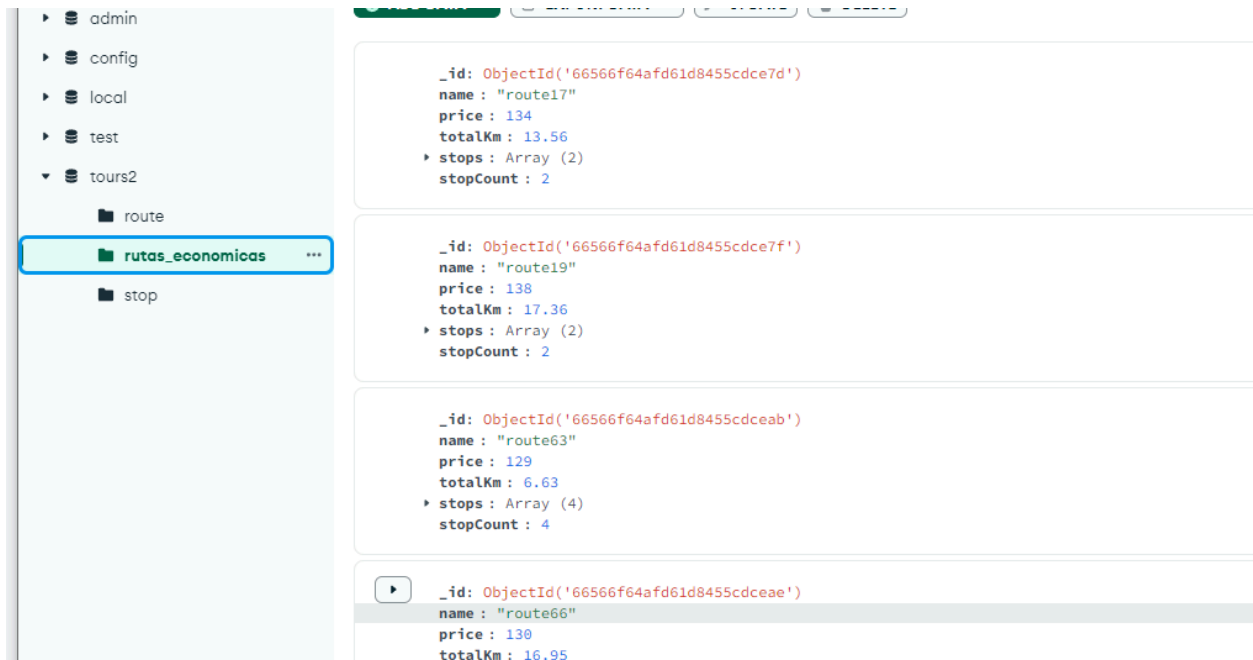 admin
config
local
test
tours2
route
rutas_economicas
stop
_id: ObjectId('66566f64afd61d8455cdce7d')
name : "route17"
price : 134
totalKm : 13.56
stops : Array (2)
stopCount : 2
_id: ObjectId('66566f64afd61d8455cdce7f')
name : "route19"
price : 138
totalKm : 17.36
stops : Array (2)
stopCount : 2
_id: ObjectId('66566f64afd61d8455cdceab')
name : "route63"
price : 129
totalKm : 6.63
stops : Array (4)
stopCount : 4
_id: ObjectId('66566f64afd61d8455cdceae')
name : "route66"
price : 130
totalKm : 16.95